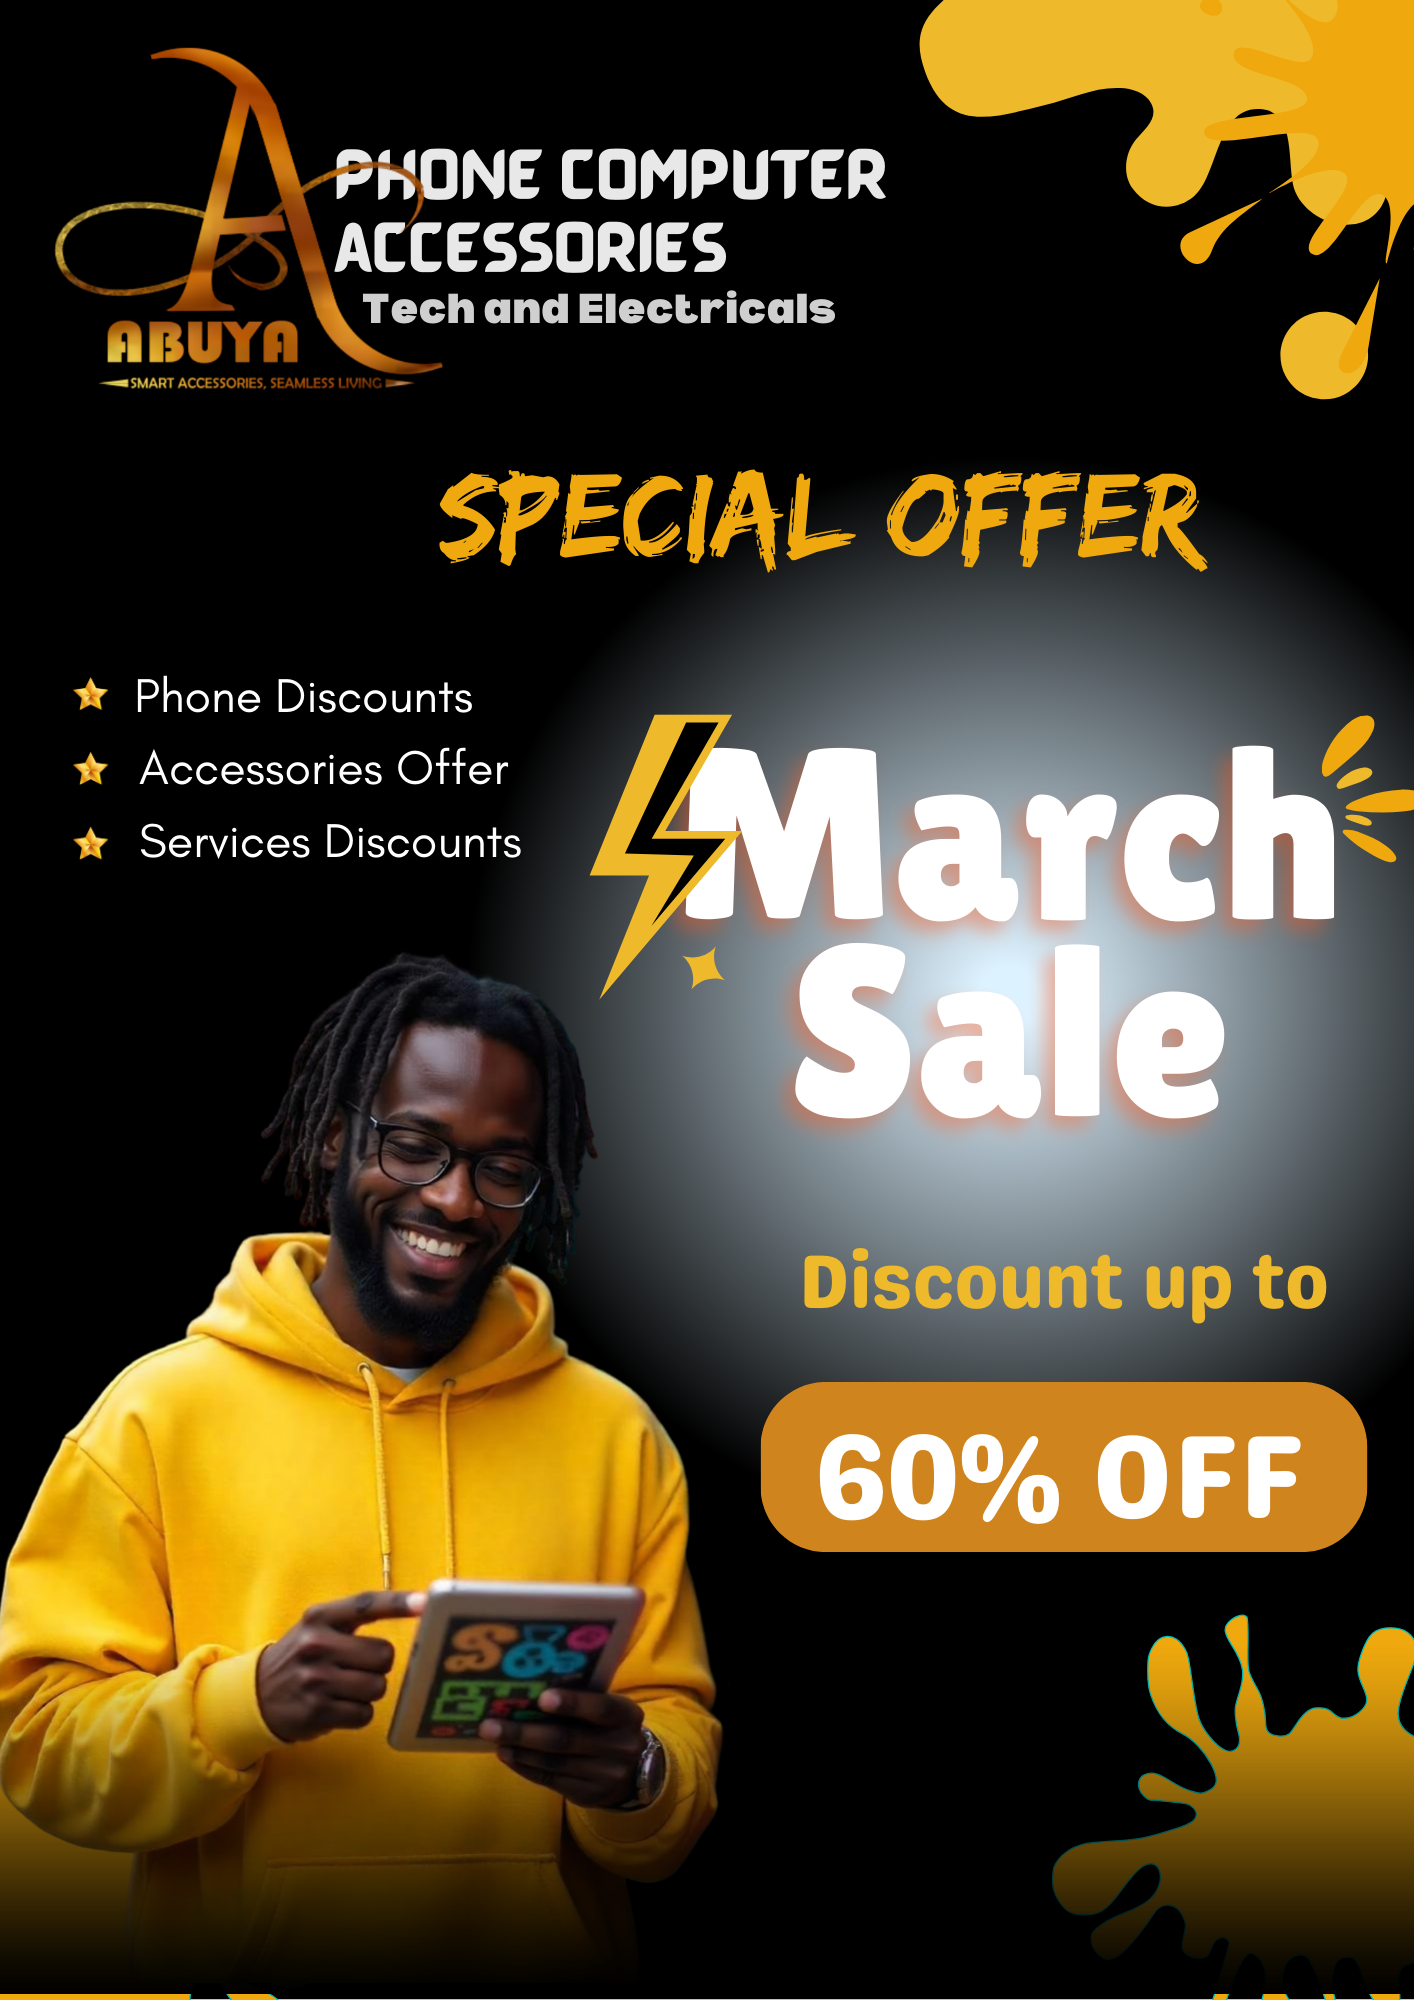 PHONE COMPUTER
ACCESSORIES
Tech and Electricals
ABUYA
SMART ACCESSORIES, SEAMLESS LIVING
SPECIAL OFFER
Phone Discounts
Accessories Offer
Services Discounts
March
Sale
Discount up to
60% OFF